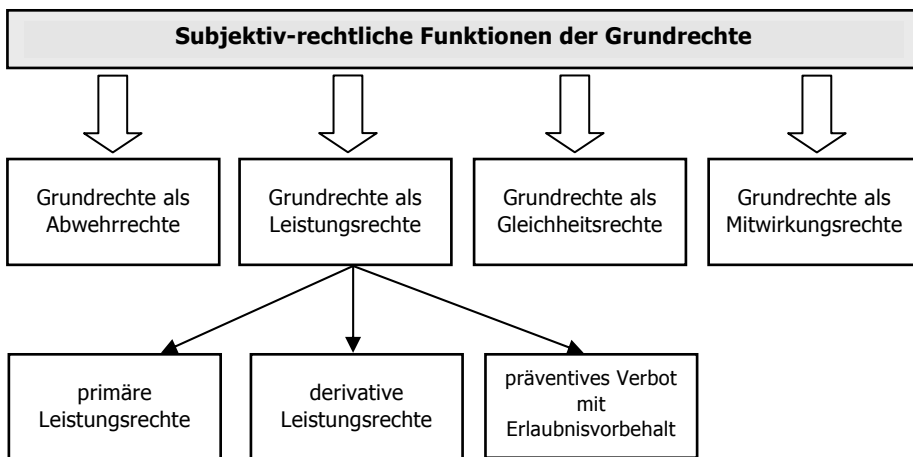 Subjektiv-rechtliche Funktionen der Grundrechte
Grundrechte als
Abwehrrechte
Grundrechte als
Leistungsrechte
Grundrechte als
Gleichheitsrechte
Grundrechte als
Mitwirkungsrechte
primäre
Leistungsrechte
derivative
Leistungsrechte
präventives Verbot
mit
Erlaubnisvorbehalt